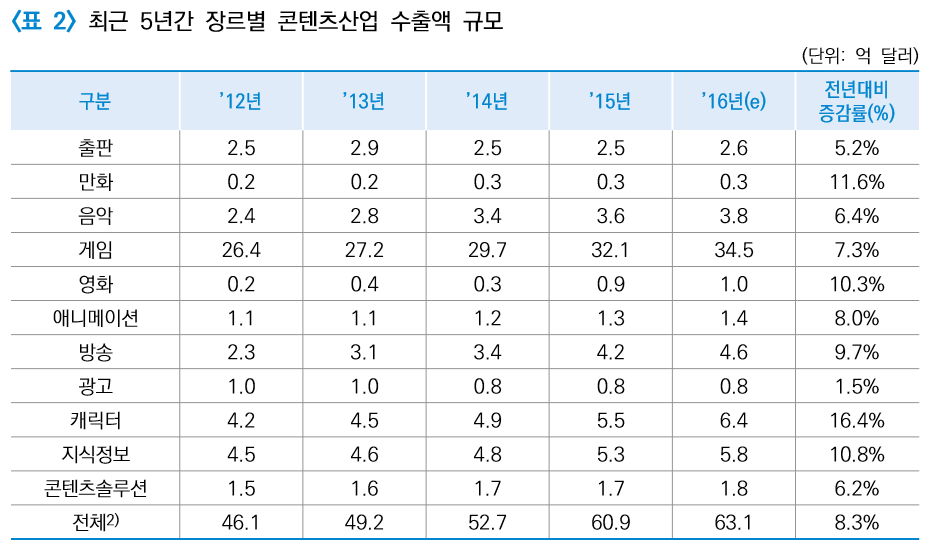 <표 2> 최근 5년간 장르별 콘텐츠산업 수출액 규모
(단위: 억 달러)
구분 ’12년 ’13년 ’14년 ’15년 ’16년(e) 전년대비 증감률(%)
출판 2.5 2.9 2.5 2.5 2.6 5.2%
만화 0.2 0.2 0.3 0.3 0.3 11.6%
음악 2.4 2.8 3.4 3.6 3.8 6.4%
게임 26.4 27.2 29.7 32.1 34.5 7.3%
영화 0.2 0.4 0.3 0.9 1.0 10.3%
애니메이션 1.1 1.1 1.2 1.3 1.4 8.0%
방송 2.3 3.1 3.4 4.2 4.6 9.7%
광고 1.0 1.0 0.8 0.8 0.8 1.5%
캐릭터 4.2 4.5 4.9 5.5 6.4 16.4%
지식정보 4.5 4.6 4.8 5.3 5.8 10.8%
콘텐츠솔루션 1.5 1.6 1.7 1.7 1.8 6.2%
전체2) 46.1 49.2 52.7 60.9 63.1 8.3%